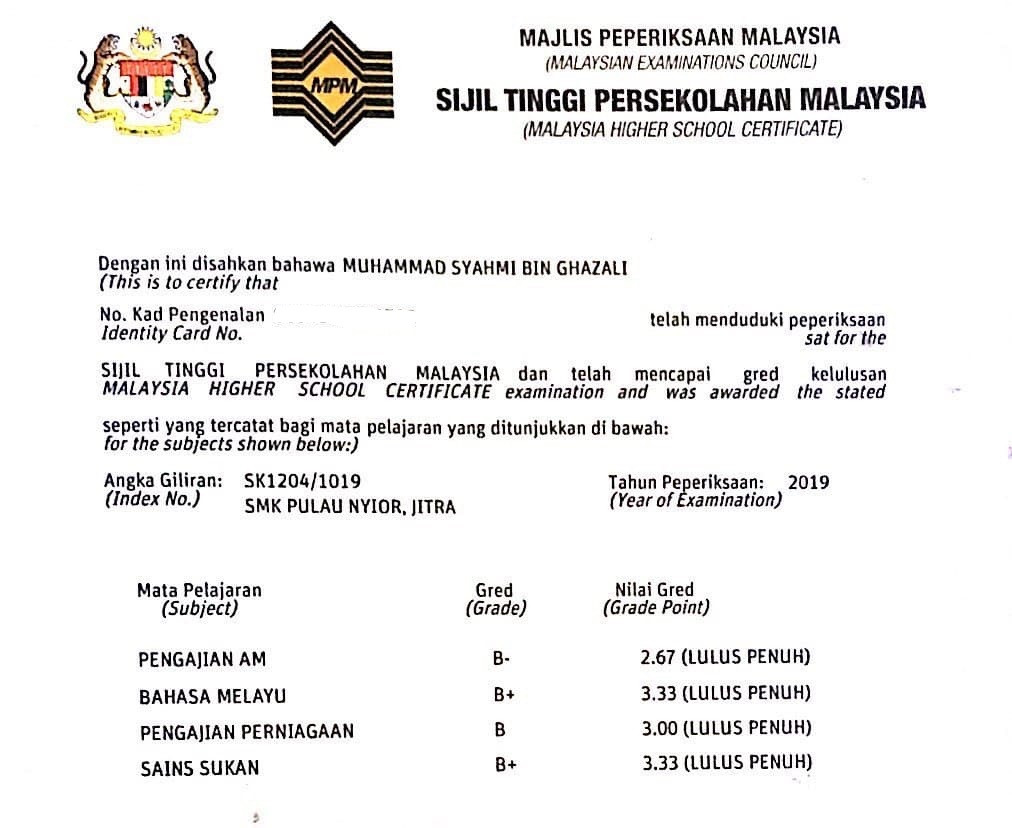 MPM
MAJLIS PEPERIKSAAN MALAYSIA
(MALAYSIAN EXAMINATIONS COUNCIL)
SIJIL TINGGI PERSEKOLAHAN MALAYSIA
(MALAYSIA HIGHER SCHOOL CERTIFICATE)
Dengan ini disahkan bahawa MUHAMMAD SYAHMI BIN GHAZALI
(This is to certify that
No. Kad Pengenalan telah menduduki peperiksaan
Identity Card No. sat for the
SIJIL TINGGI PERSEKOLAHAN MALAYSIA dan telah mencapai gred kelulusan
MALAYSIA HIGHER SCHOOL CERTIFICATE examination and was awarded the stated
seperti yang tercatat bagi mata pelajaran yang ditunjukkan di bawah:
for the subjects shown below:)
Angka Giliran: SK1204/1019 Tahun Peperiksaan: 2019
(Index No.) SMK PULAU NYIOR, JITRA (Year of Examination)
Mata Pelajaran Gred Nilai Gred
(Subject) (Grade) (Grade Point)
PENGAJIAN AM B- 2.67 (LULUS PENUH)
BAHASA MELAYU B+ 3.33 (LULUS PENUH)
PENGAJIAN PERNIAGAAN B 3.00 (LULUS PENUH)
SAINS SUKAN B+ 3.33 (LULUS PENUH)